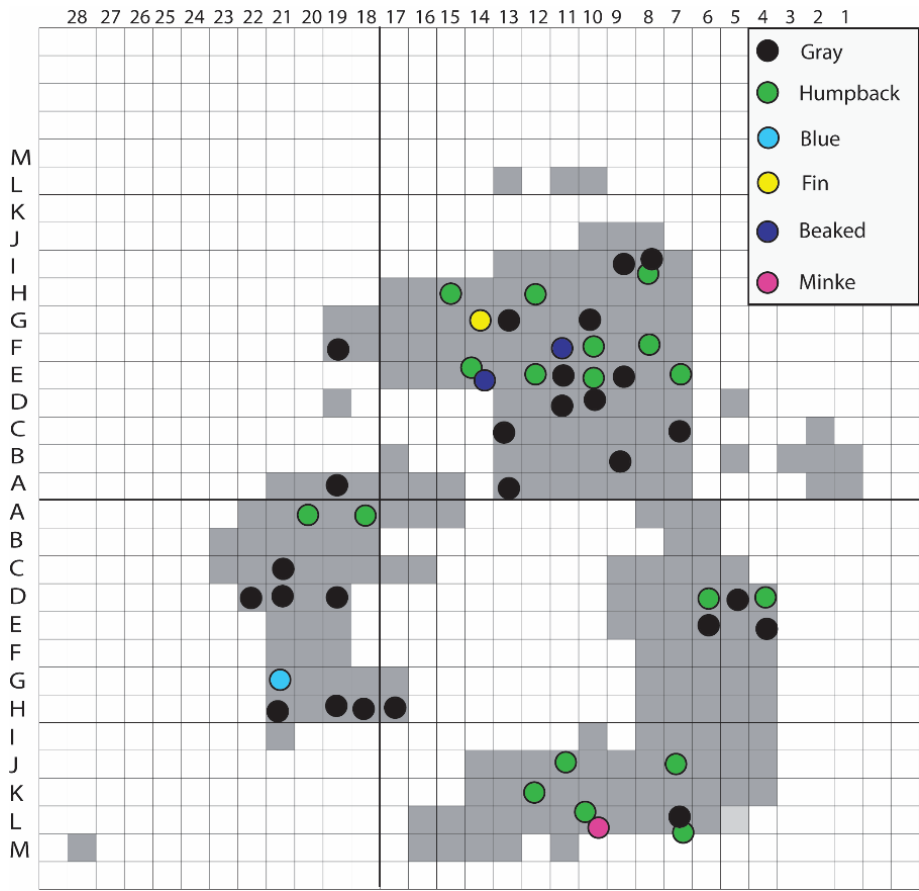 28 27 26 25 24 23 22 21 20 19 18 17 16 15 14 13 12 11 10 9 8 7 6 5 4 3 2 1
Gray
Humpback
Blue
Fin
Beaked
Minke
M
L
K
J
I
H
G
F
E
D
C
B
A
A
B
C
D
E
F
G
H
I
J
K
L
M